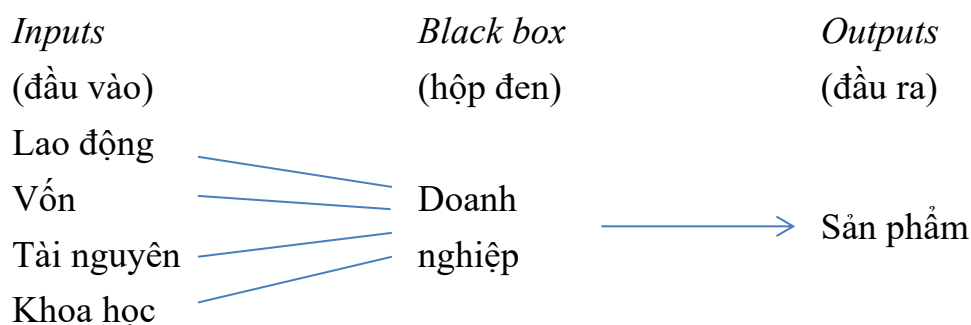 Inputs Black box Outputs
(đầu vào) (hộp đen) (đầu ra)
Lao động
Vốn Doanh
Sản phẩm
Tài nguyên nghiệp
Khoa học